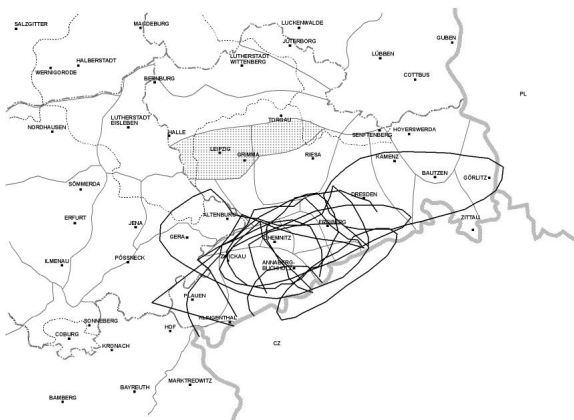 SALZGITTER
MAGDEBURG
LUCKENWALDE
JÜTERBORG
GUBEN
LÜBBEN
HALBERSTADT
WERNIGORODE
LUTHERSTADT
WITTENBERG
BERNBURG
COTTBUS
PL
LUTHERSTADT
EISLEBEN
NORDHAUSEN
HALLE
TORGAU
SENFTENBERG
HOYERSWERDA
LEIPZIG
GRIMMA
RIESA
KAMENZ
BAUTZEN
GÖRLITZ
SÖMMERDA
DRESDEN
ERFURT
JENA
ALTENBURG
FREIBERG
ZITTAU
GERA
CHEMNITZ
ILMENAU
PÖSSNECK
ZWICKAU
ANNABERG-
BUCHHOLZ
PLAUEN
SONNEBERG
KLINGENTHAL
COBURG
HOF
KRONACH
CZ
BAYREUTH
MARKTREDWITZ
BAMBERG